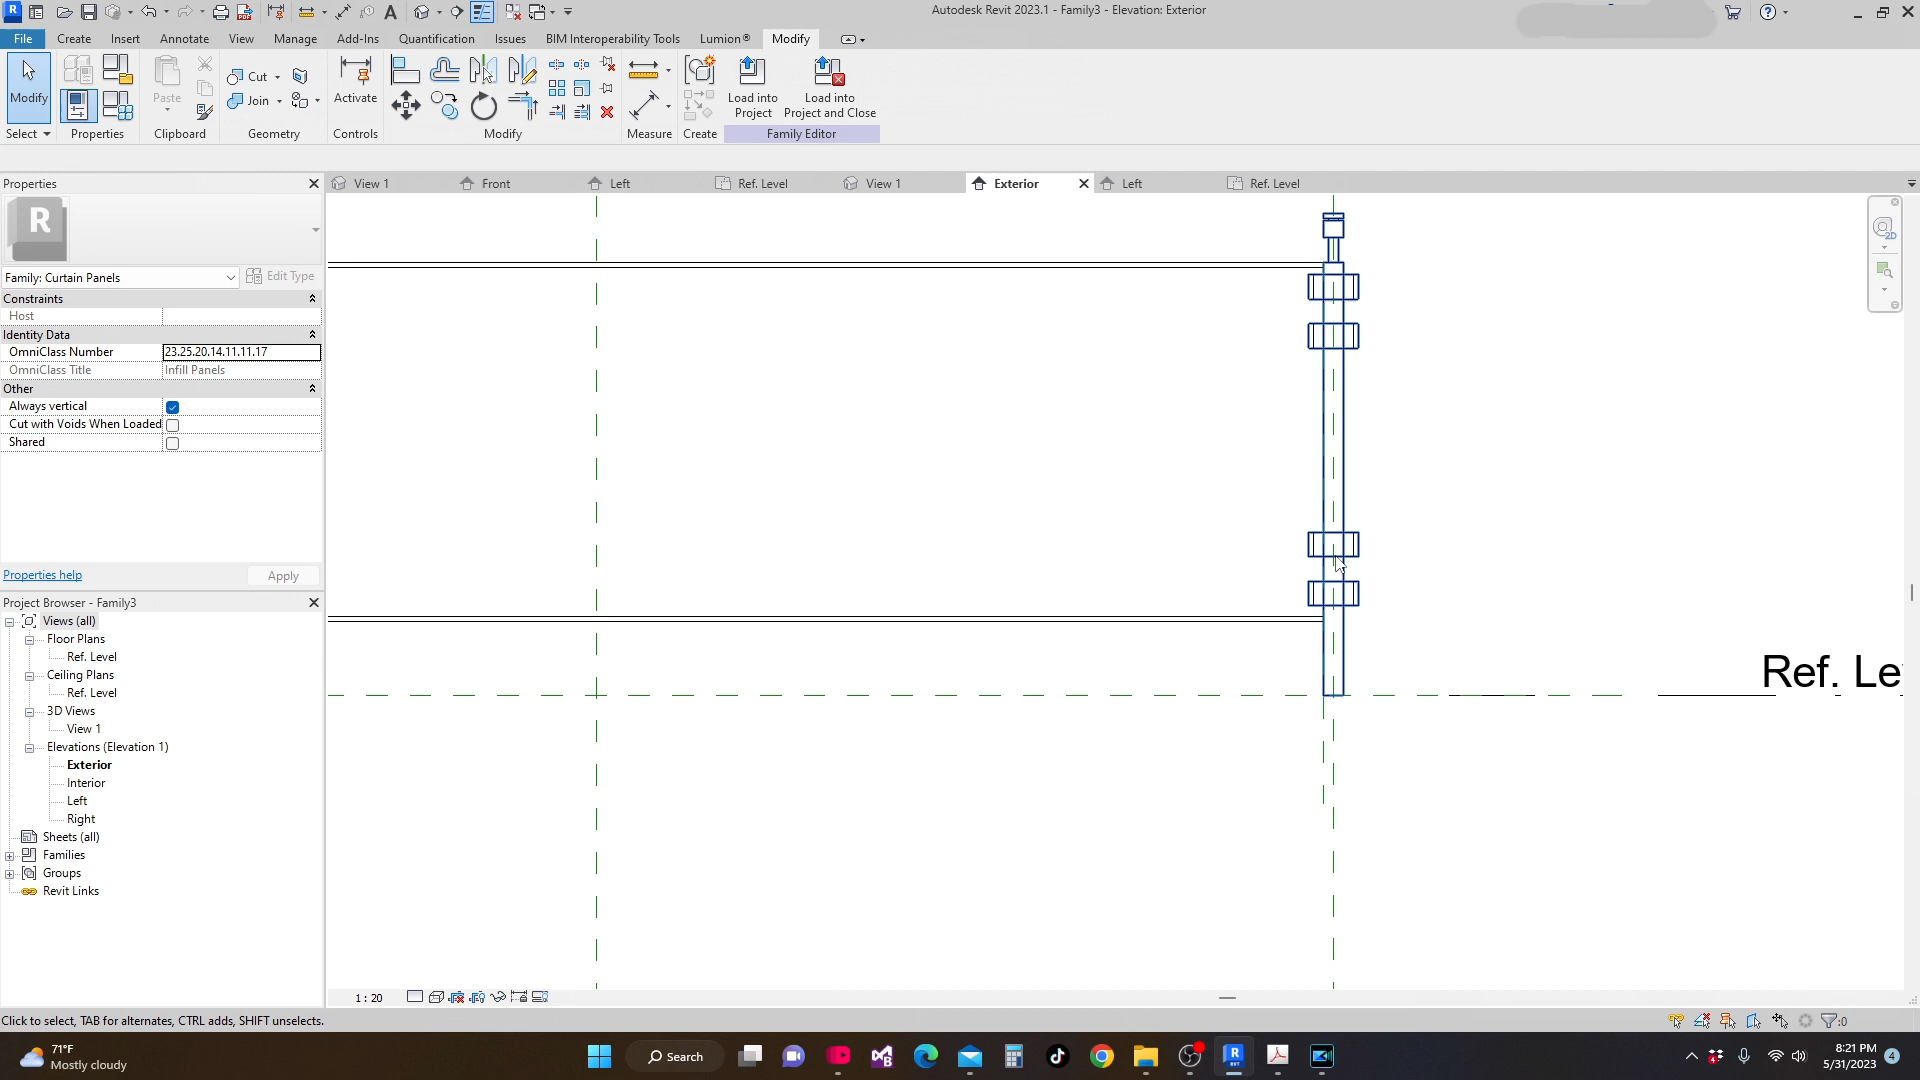 Autodesk Revit 2023.1 - Family3 - Elevation: Exterior
File Create Insert Annotate View Manage Add-Ins Quantification Issues BIM Interoperability Tools Lumion® Modify
Modify
Paste
Cut
Join
Activate
Load into Project
Load into Project and Close
Select Properties Clipboard Geometry Controls Modify Measure Create Family Editor
Properties
View 1 Front Left Ref. Level View 1 Exterior Left Ref. Level
R
2D
Family: Curtain Panels Edit Type
Constraints
Host
Identity Data
OmniClass Number 23.25.20.14.11.11.17
OmniClass Title Infill Panels
Other
Always vertical
Cut with Voids When Loaded
Shared
Properties help Apply
Project Browser - Family3
Views (all)
Floor Plans
Ref. Level
Ceiling Plans
Ref. Level
3D Views
View 1
Elevations (Elevation 1)
Exterior
Interior
Left
Right
Sheets (all)
Families
Groups
Revit Links
Ref. Le
1 : 20
Click to select, TAB for alternates, CTRL adds, SHIFT unselects.
:0
71°F
Mostly cloudy
Search
8:21 PM
5/31/2023
4